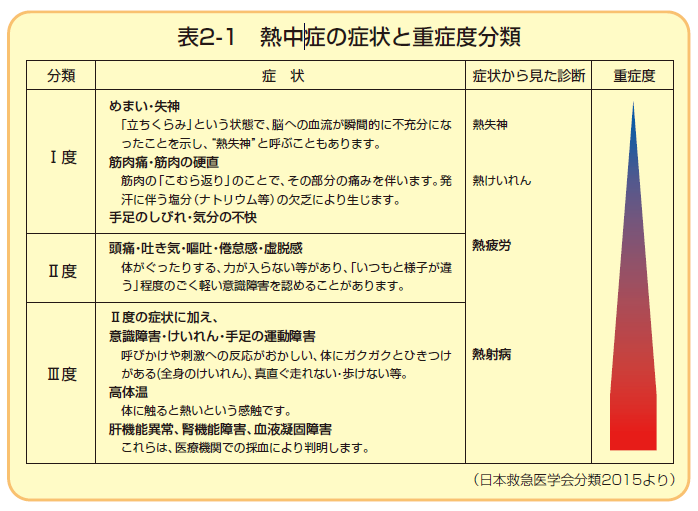 表2-1　熱中症の症状と重症度分類
分類　症　状　症状から見た診断　重症度
Ⅰ度
めまい・失神
「立ちくらみ」という状態で、脳への血流が瞬間的に不充分にな
ったことを示し、“熱失神”と呼ぶこともあります。
筋肉痛・筋肉の硬直
筋肉の「こむら返り」のことで、その部分の痛みを伴います。発
汗に伴う塩分（ナトリウム等）の欠乏により生じます。
手足のしびれ・気分の不快
熱失神
熱けいれん
Ⅱ度
頭痛・吐き気・嘔吐・倦怠感・虚脱感
体がぐったりする、力が入らない等があり、「いつもと様子が違
う」程度のごく軽い意識障害を認めることがあります。
熱疲労
Ⅲ度
Ⅱ度の症状に加え、
意識障害・けいれん・手足の運動障害
呼びかけや刺激への反応がおかしい、体にガクガクとひきつけ
がある(全身のけいれん)、真直ぐ走れない・歩けない等。
高体温
体に触ると熱いという感触です。
肝機能異常、腎機能障害、血液凝固障害
これらは、医療機関での採血により判明します。
熱射病
（日本救急医学会分類2015より）